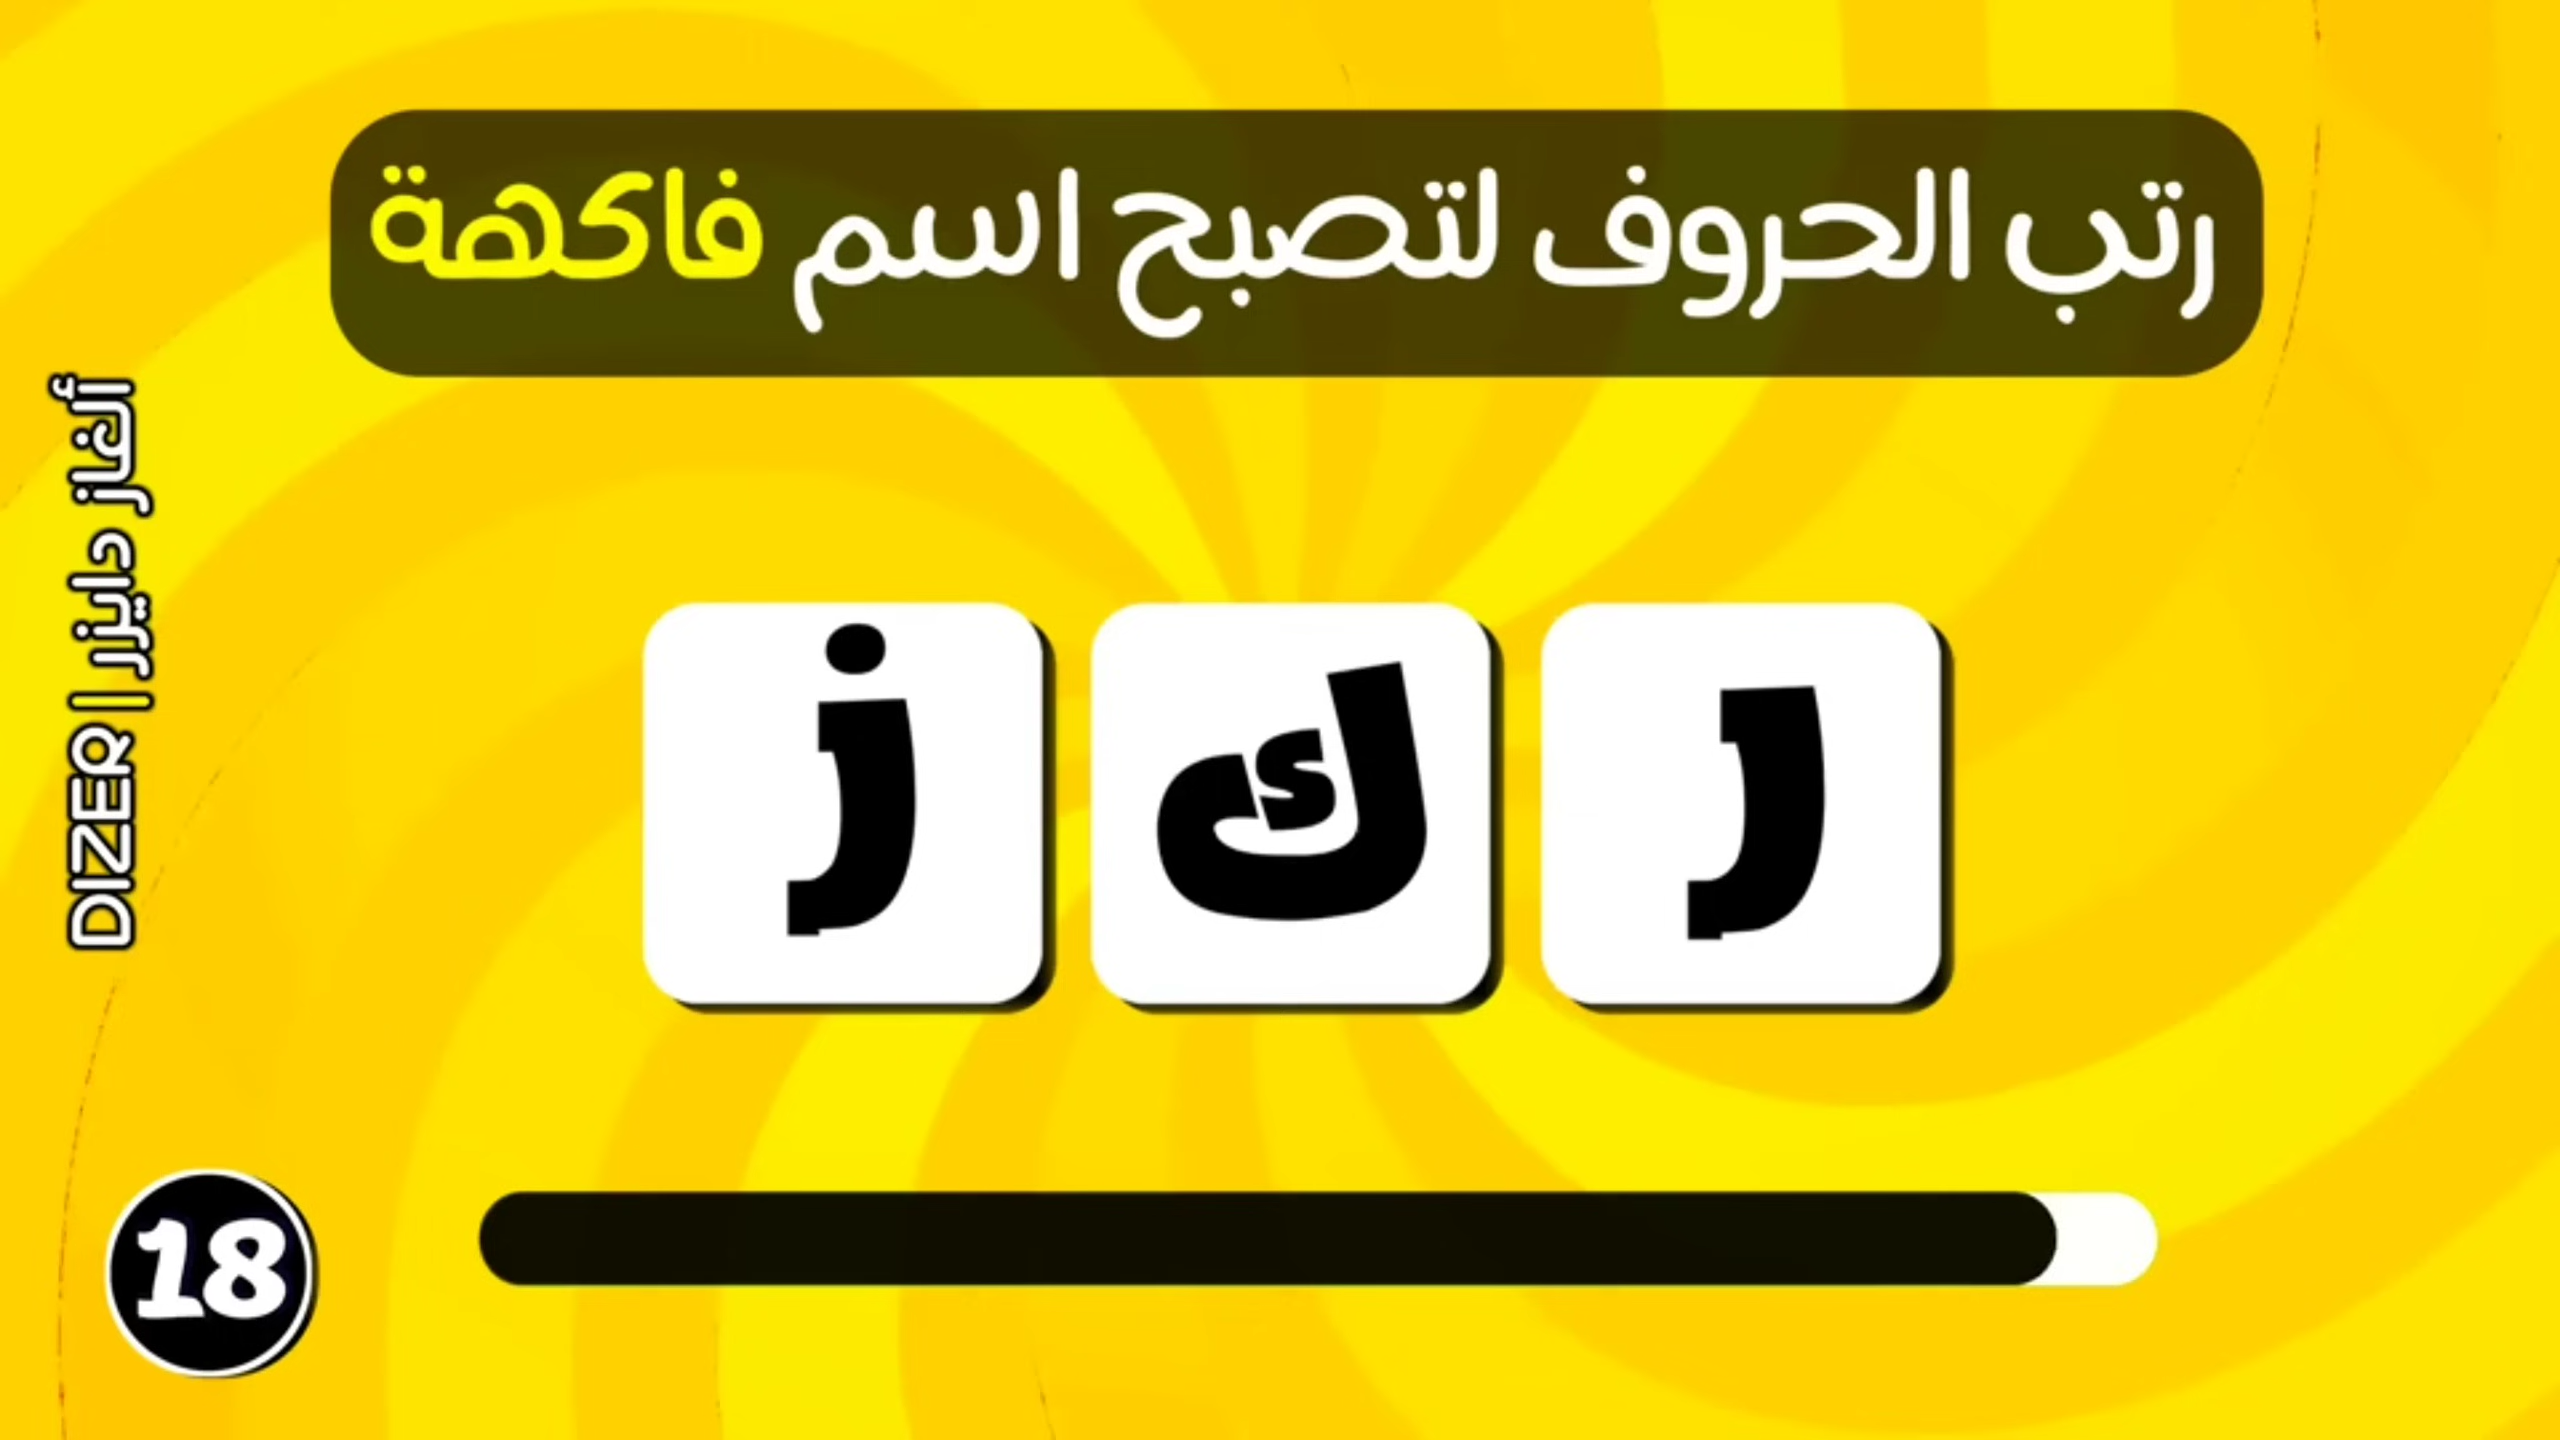 رتب الحروف لتصبح اسم فاكهة
ر ك ز
ألغاز دايزر | DIZER
18